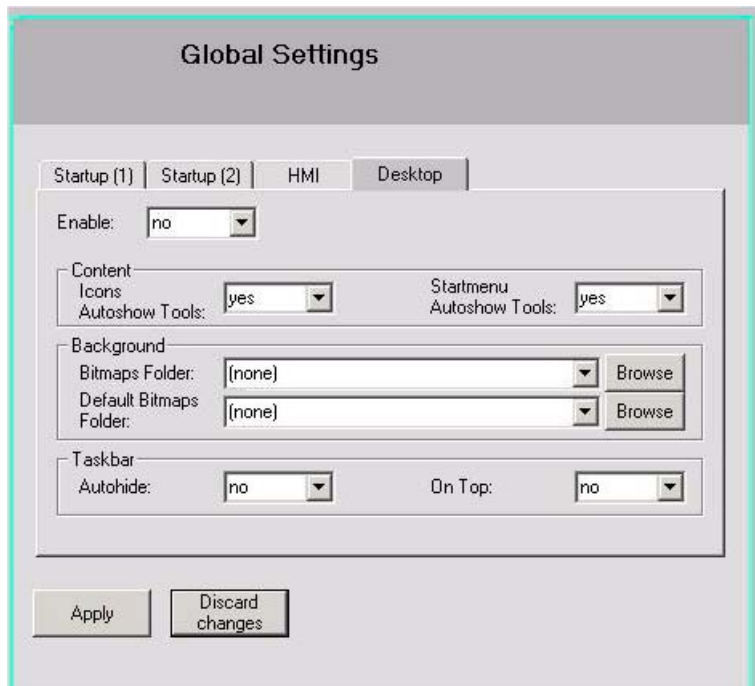 Global Settings
Startup (1) Startup (2) HMI Desktop
Enable: no
Content
Icons
Autoshow Tools: yes
Startmenu
Autoshow Tools: yes
Background
Bitmaps Folder: (none) Browse
Default Bitmaps
Folder: (none) Browse
Taskbar
Autohide: no On Top: no
Apply
Discard
changes